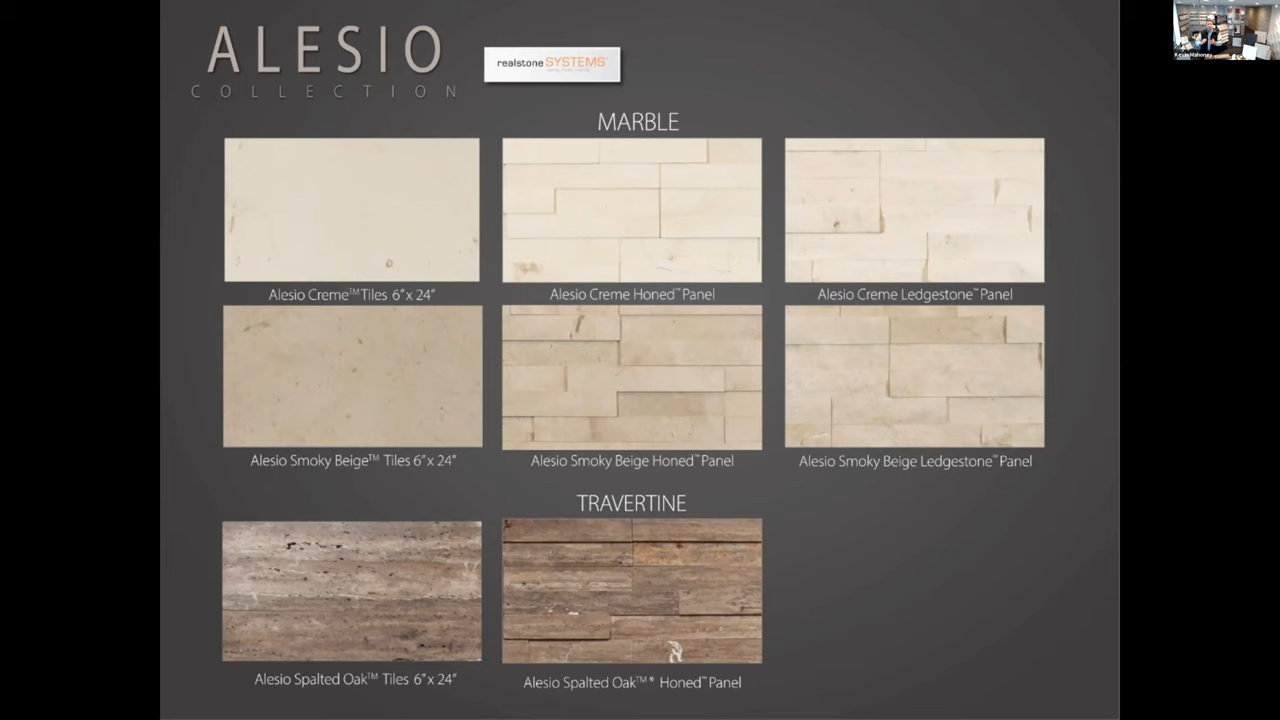 ALESIO
COLLECTION
realstone SYSTEMS
Kevin Mahoney
MARBLE
Alesio Creme™ Tiles 6" x 24"
Alesio Creme Honed™ Panel
Alesio Creme Ledgestone™ Panel
Alesio Smoky Beige™ Tiles 6" x 24"
Alesio Smoky Beige Honed™ Panel
Alesio Smoky Beige Ledgestone™ Panel
TRAVERTINE
Alesio Spalted Oak™ Tiles 6" x 24"
Alesio Spalted Oak™* Honed™ Panel